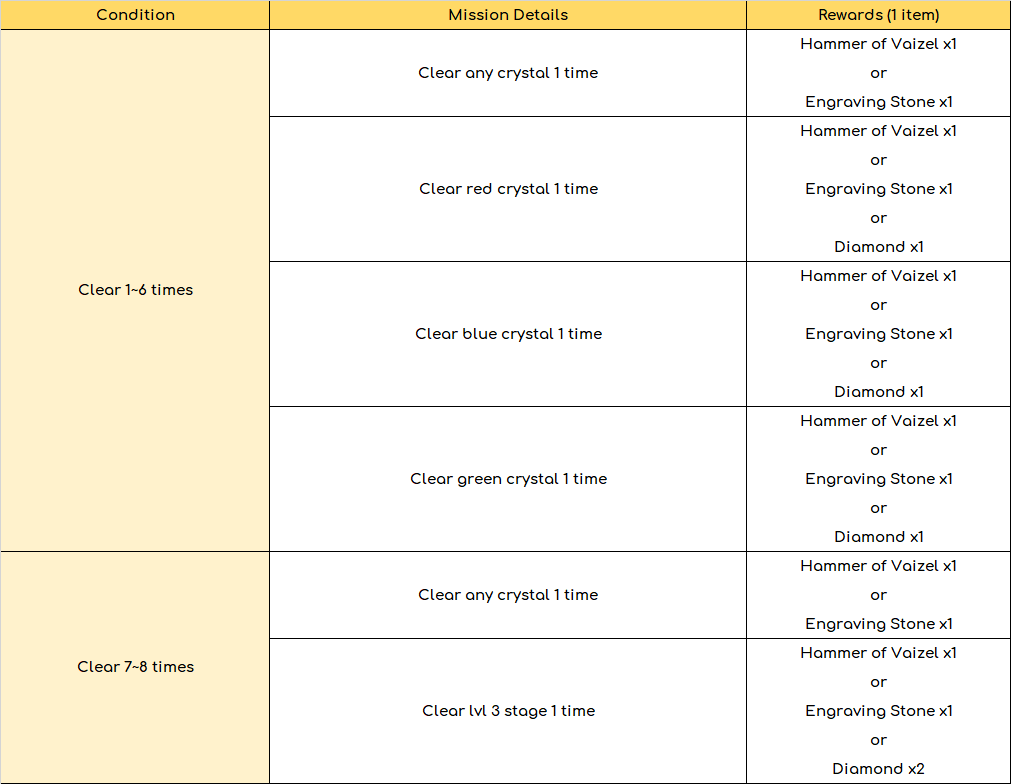 Condition
Mission Details
Rewards (1 item)
Clear 1~6 times
Clear any crystal 1 time
Hammer of Vaizel x1
or
Engraving Stone x1
Clear red crystal 1 time
Hammer of Vaizel x1
or
Engraving Stone x1
or
Diamond x1
Clear blue crystal 1 time
Hammer of Vaizel x1
or
Engraving Stone x1
or
Diamond x1
Clear green crystal 1 time
Hammer of Vaizel x1
or
Engraving Stone x1
or
Diamond x1
Clear 7~8 times
Clear any crystal 1 time
Hammer of Vaizel x1
or
Engraving Stone x1
Clear lvl 3 stage 1 time
Hammer of Vaizel x1
or
Engraving Stone x1
or
Diamond x2